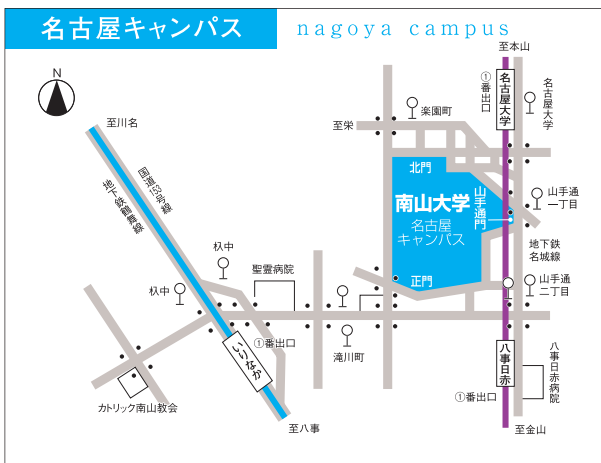 名古屋キャンパス
nagoya campus
至本山
N
①番出口
名古屋大学
名古屋大学
楽園町
至川名
至栄
国道153号線
地下鉄鶴舞線
北門
南山大学
名古屋
キャンパス
山手通門
山手通
一丁目
地下鉄
名城線
杁中
聖霊病院
正門
山手通
二丁目
杁中
①番出口
いりなか
滝川町
八事日赤
八事日赤病院
カトリック南山教会
①番出口
至八事
至金山